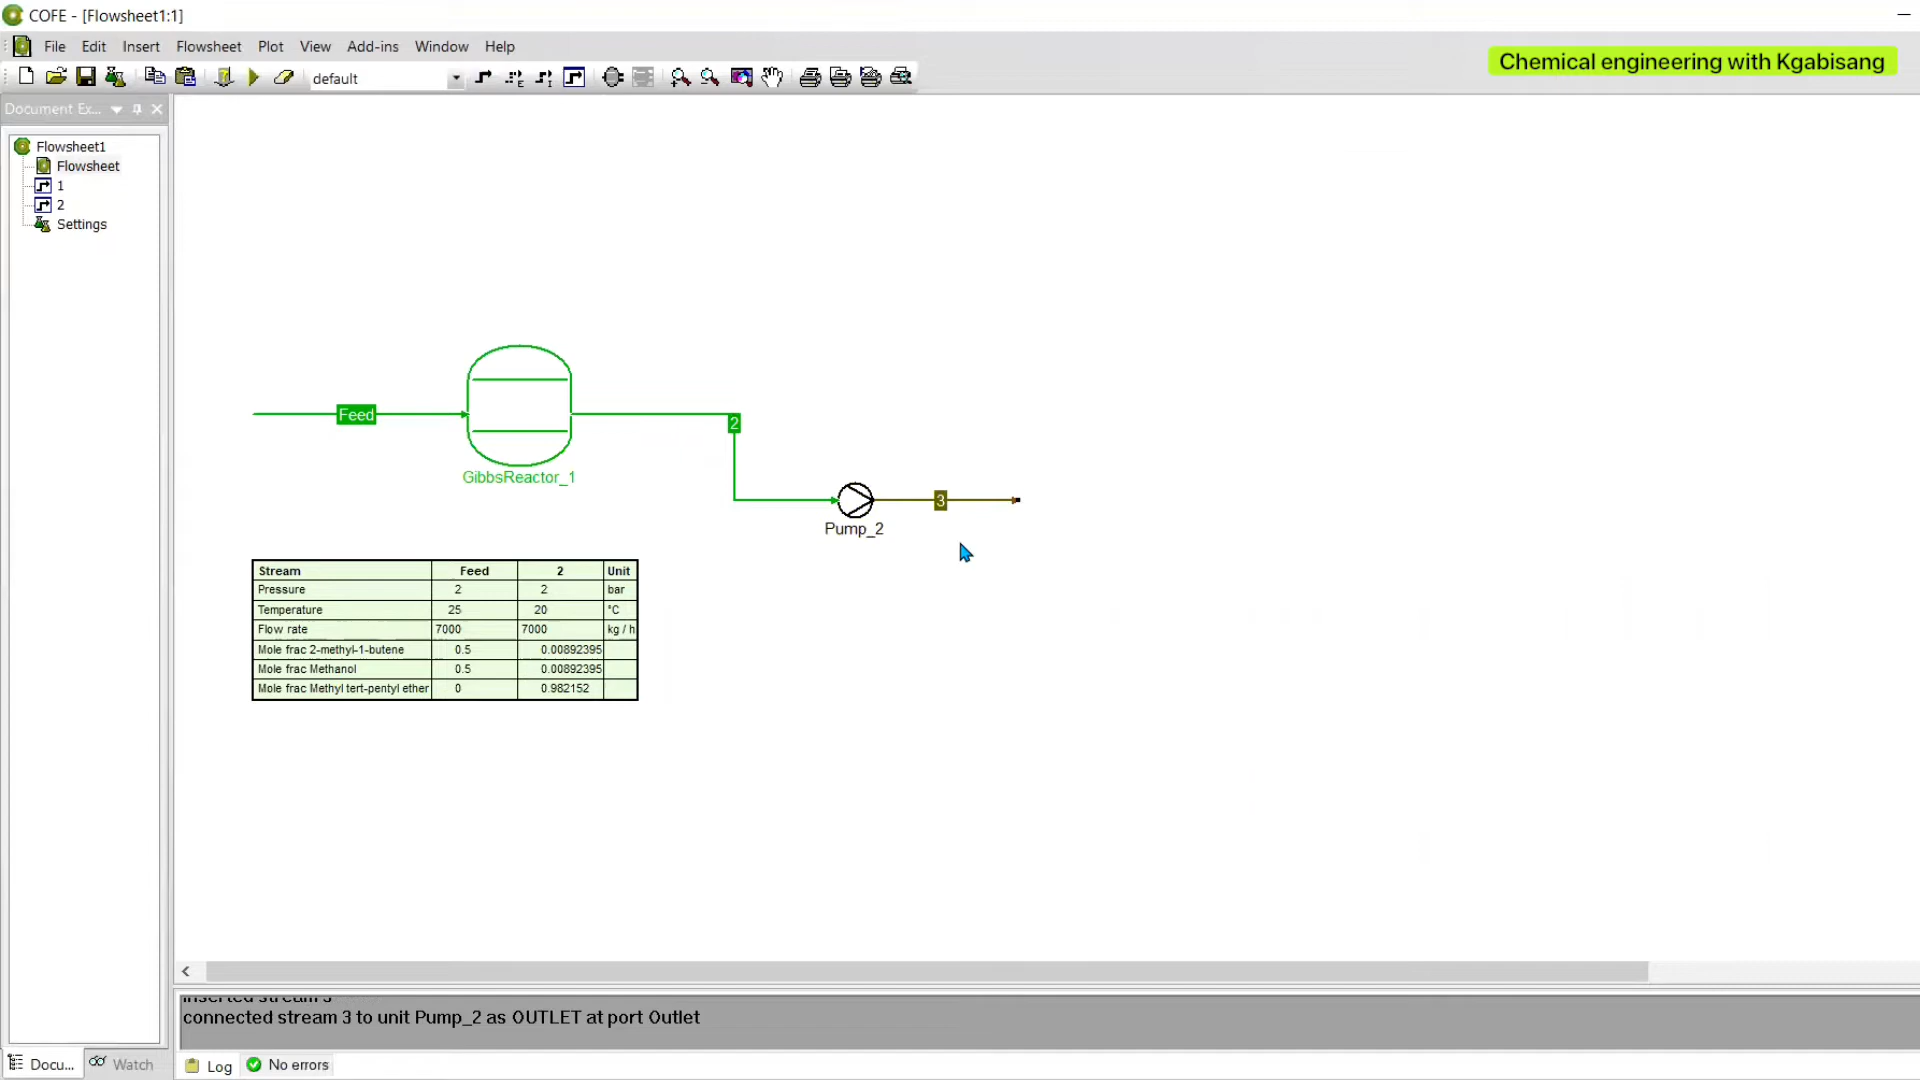 COFE - [Flowsheet1:1]
File Edit Insert Flowsheet Plot View Add-ins Window Help
Chemical engineering with Kgabisang
default
Document Ex...
Flowsheet1
Flowsheet
1
2
Settings
Feed
2
GibbsReactor_1
3
Pump_2
Stream Feed 2 Unit
Pressure 2 2 bar
Temperature 25 20 °C
Flow rate 7000 7000 kg / h
Mole frac 2-methyl-1-butene 0.5 0.00892395
Mole frac Methanol 0.5 0.00892395
Mole frac Methyl tert-pentyl ether 0 0.982152
inserted stream 3
connected stream 3 to unit Pump_2 as OUTLET at port Outlet
Docu... Watch Log No errors